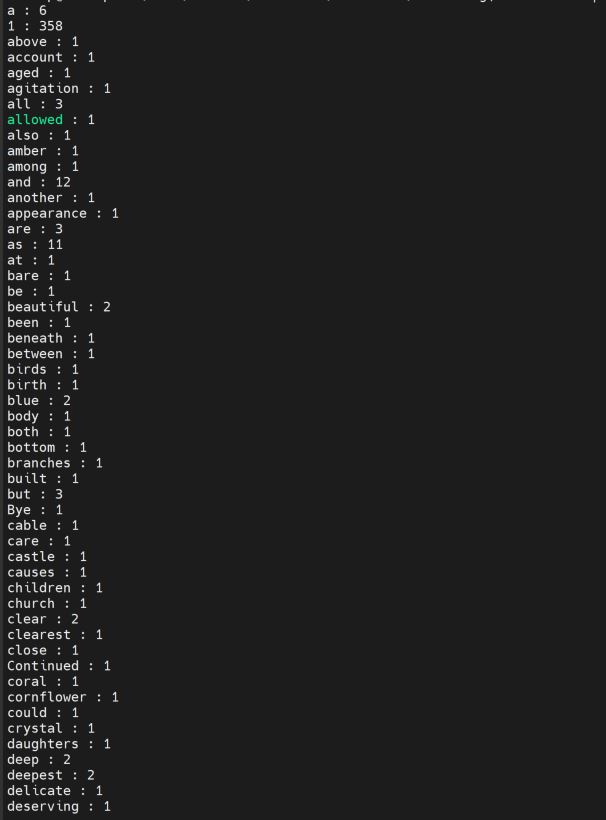 a : 6
1 : 358
above : 1
account : 1
aged : 1
agitation : 1
all : 3
allowed : 1
also : 1
amber : 1
among : 1
and : 12
another : 1
appearance : 1
are : 3
as : 11
at : 1
bare : 1
be : 1
beautiful : 2
been : 1
beneath : 1
between : 1
birds : 1
birth : 1
blue : 2
body : 1
both : 1
bottom : 1
branches : 1
built : 1
but : 3
Bye : 1
cable : 1
care : 1
castle : 1
causes : 1
children : 1
church : 1
clear : 2
clearest : 1
close : 1
Continued : 1
coral : 1
cornflower : 1
could : 1
crystal : 1
daughters : 1
deep : 2
deepest : 2
delicate : 1
deserving : 1